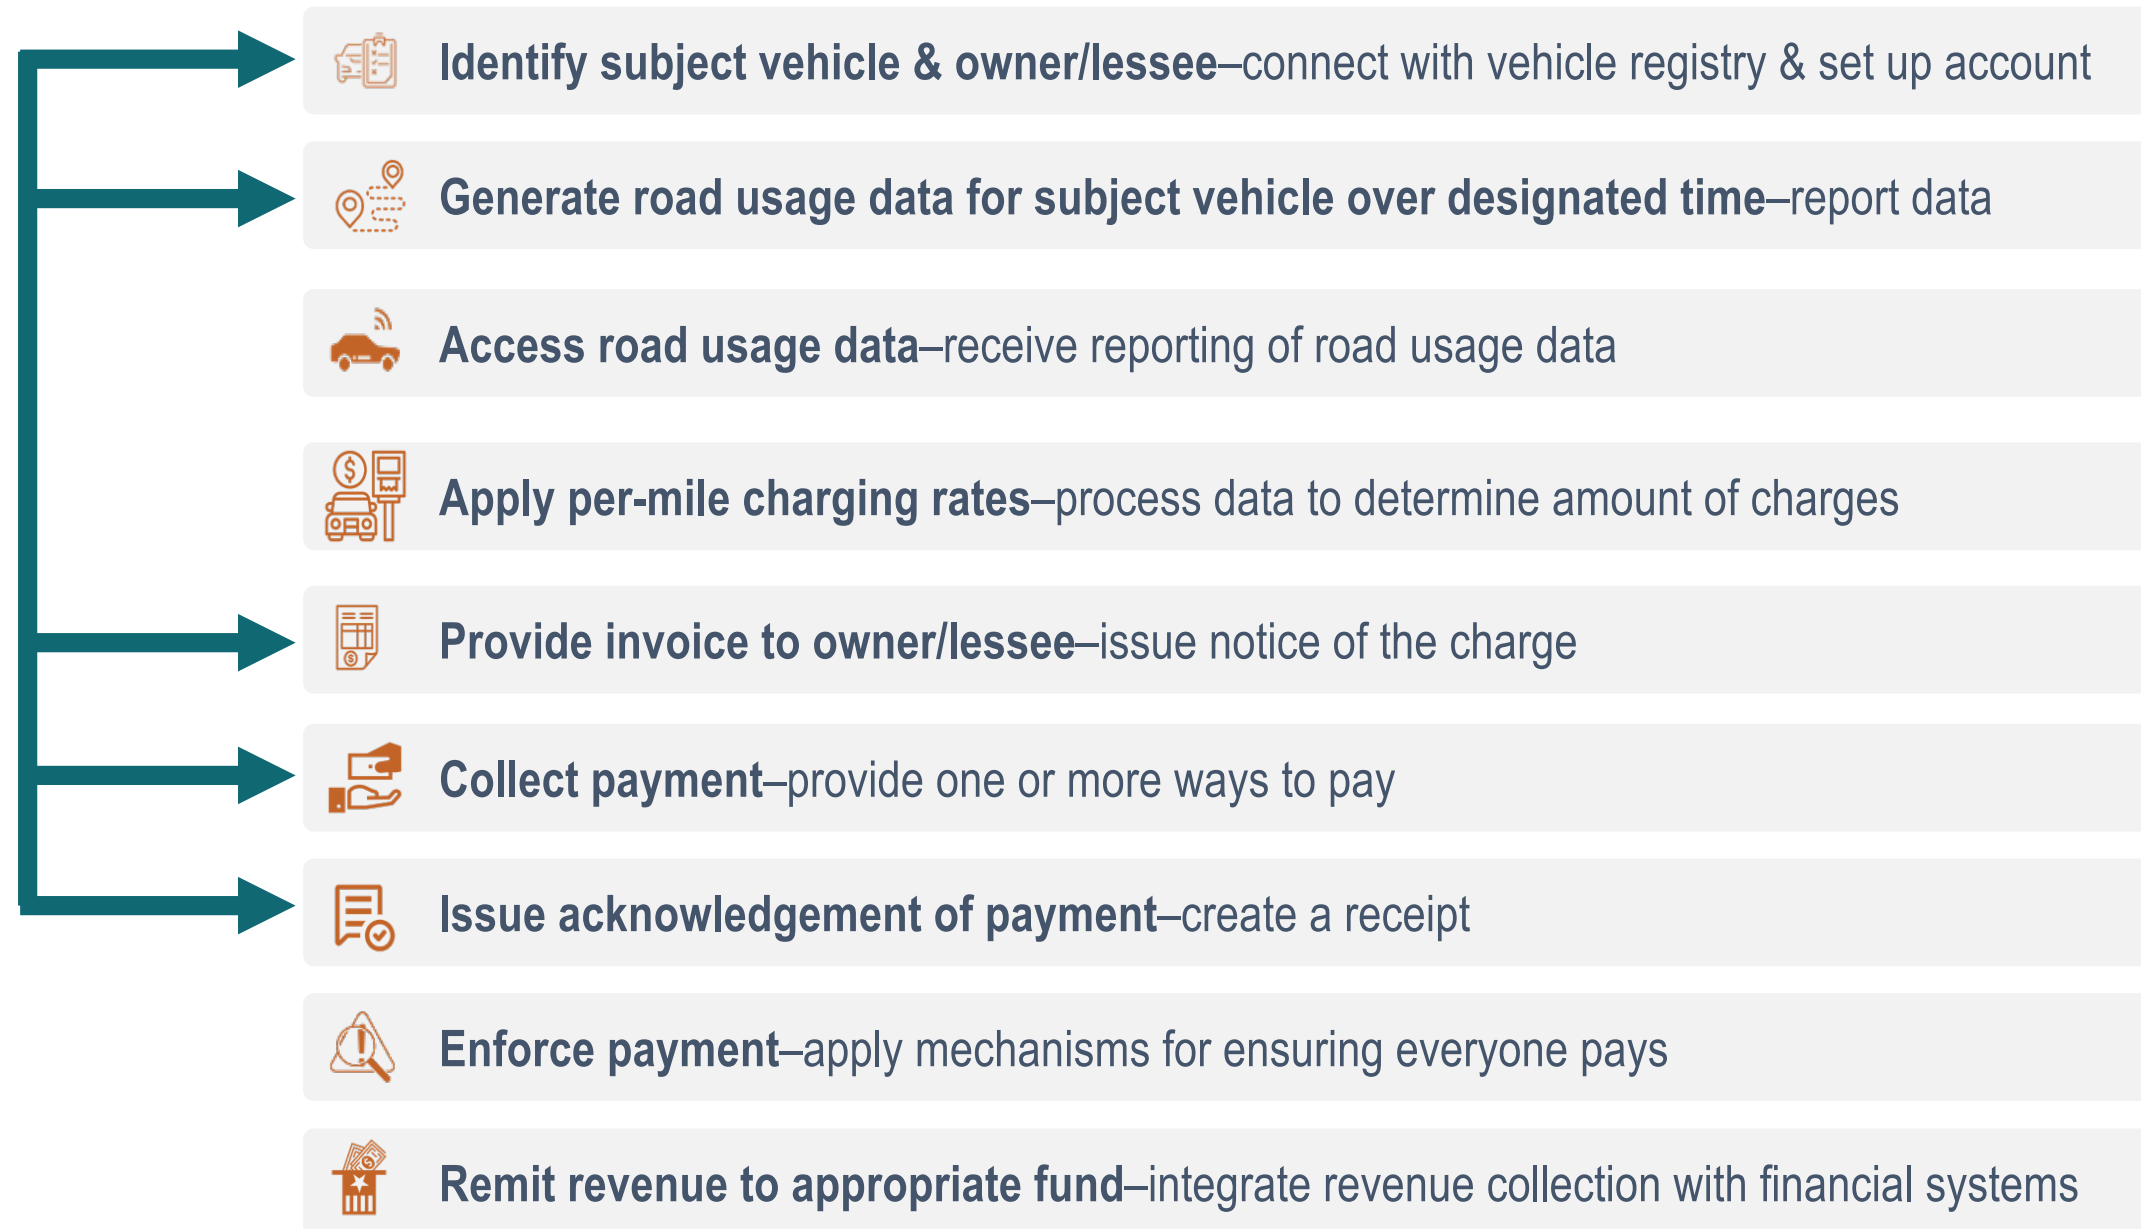 Identify subject vehicle & owner/lessee–connect with vehicle registry & set up account
Generate road usage data for subject vehicle over designated time–report data
Access road usage data–receive reporting of road usage data
Apply per-mile charging rates–process data to determine amount of charges
Provide invoice to owner/lessee–issue notice of the charge
Collect payment–provide one or more ways to pay
Issue acknowledgement of payment–create a receipt
Enforce payment–apply mechanisms for ensuring everyone pays
Remit revenue to appropriate fund–integrate revenue collection with financial systems